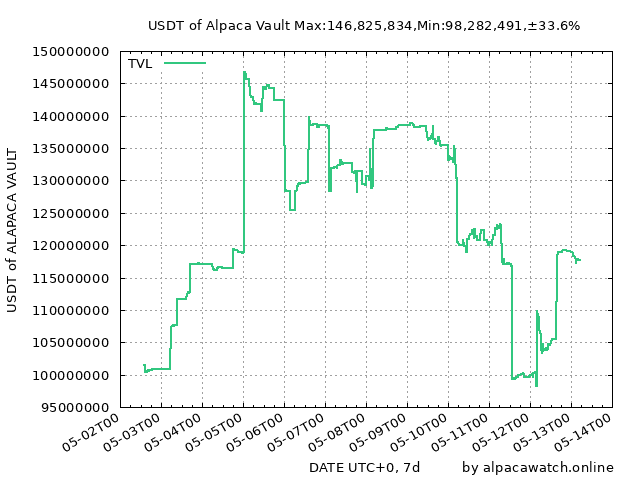 USDT of Alpaca Vault Max:146,825,834,Min:98,282,491,±33.6%
TVL
150000000
145000000
140000000
135000000
130000000
125000000
120000000
115000000
110000000
105000000
100000000
95000000
USDT of ALAPACA VAULT
05-02T00
05-03T00
05-04T00
05-05T00
05-06T00
05-07T00
05-08T00
05-09T00
05-10T00
05-11T00
05-12T00
05-13T00
05-14T00
DATE UTC+0, 7d by alpacawatch.online